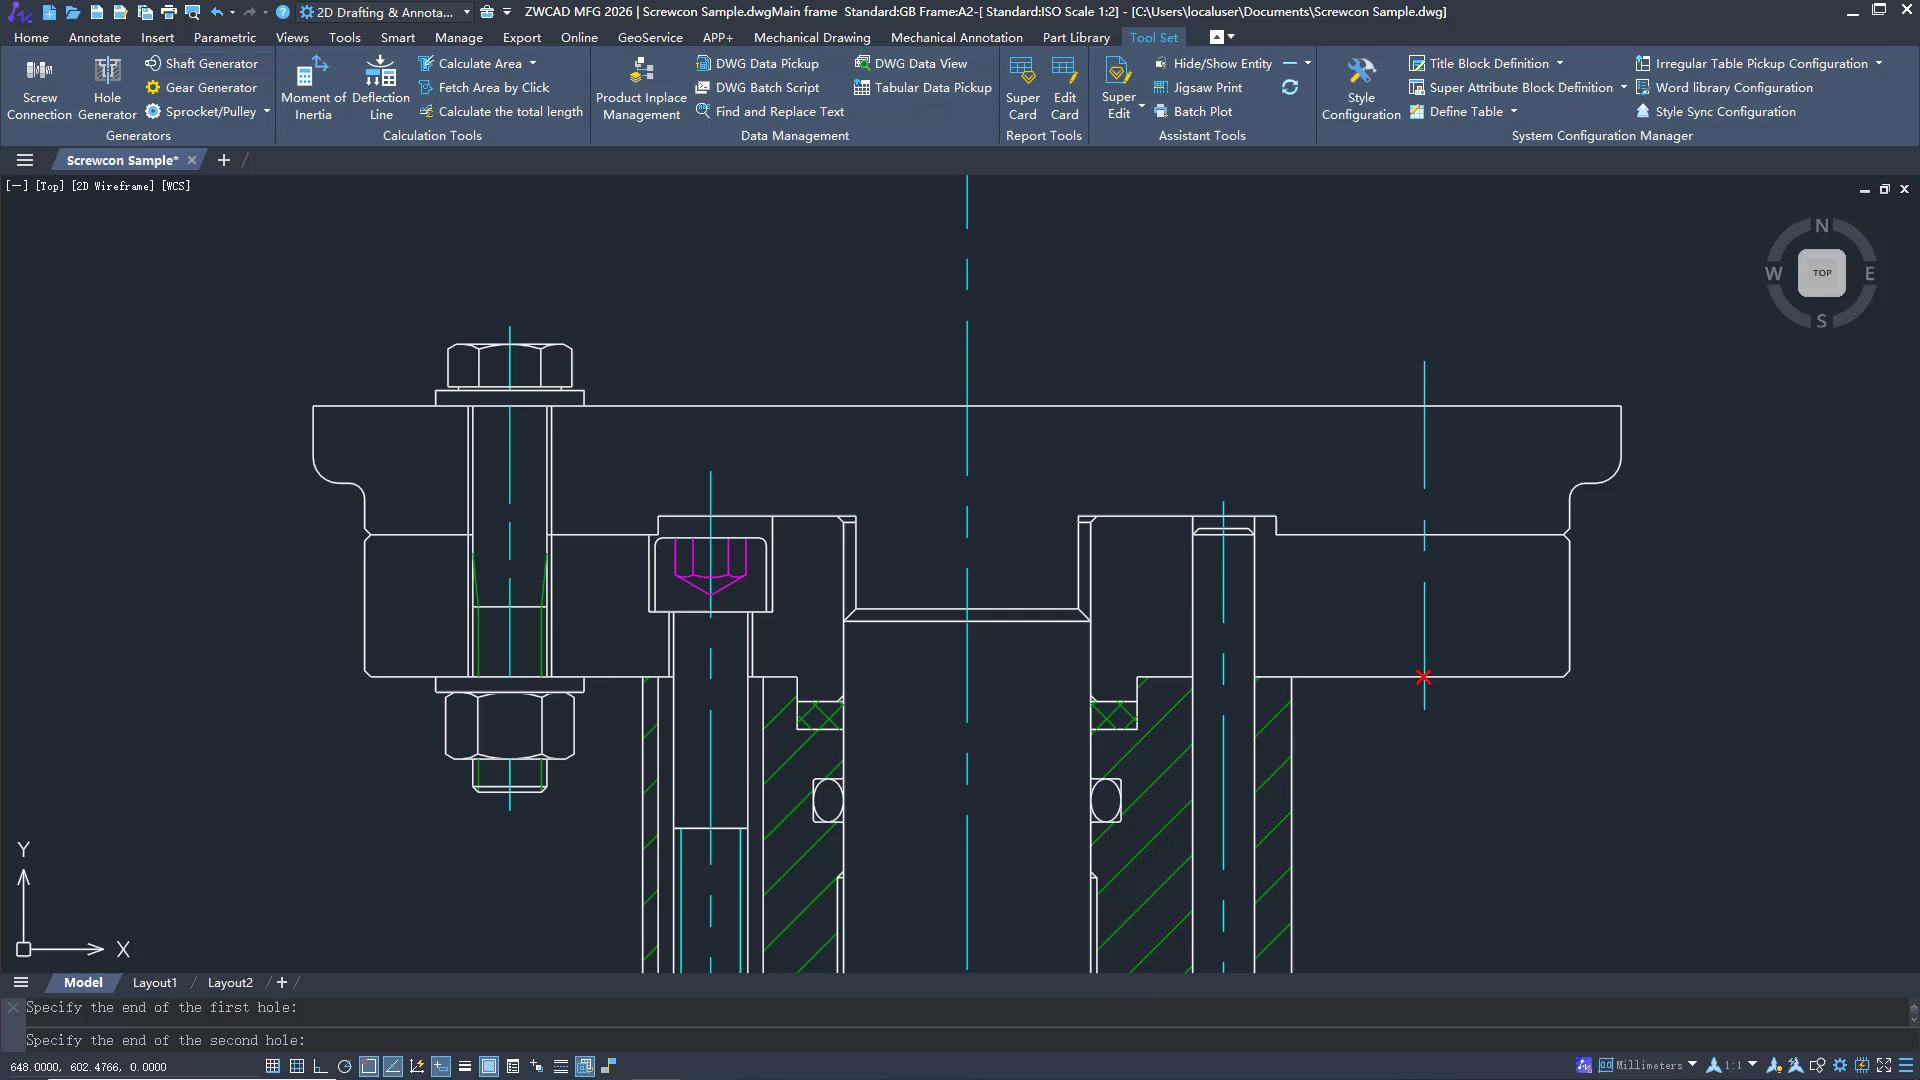 2D Drafting & Annota...
ZWCAD MFG 2026 | Screwcon Sample.dwgMain frame  Standard:GB Frame:A2-[ Standard:ISO Scale 1:2] - [C:\Users\localuser\Documents\Screwcon Sample.dwg]
Home Annotate Insert Parametric Views Tools Smart Manage Export Online GeoService APP+ Mechanical Drawing Mechanical Annotation Part Library Tool Set
Screw Connection
Hole Generator
Shaft Generator
Gear Generator
Sprocket/Pulley
Generators
Moment of Inertia
Deflection Line
Calculate Area
Fetch Area by Click
Calculate the total length
Calculation Tools
Product Inplace Management
DWG Data Pickup
DWG Batch Script
Find and Replace Text
DWG Data View
Tabular Data Pickup
Data Management
Super Card
Edit Card
Report Tools
Super Edit
Hide/Show Entity
Jigsaw Print
Batch Plot
Assistant Tools
Style Configuration
Title Block Definition
Super Attribute Block Definition
Define Table
Irregular Table Pickup Configuration
Word library Configuration
Style Sync Configuration
System Configuration Manager
Screwcon Sample*
[—] [Top] [2D Wireframe] [WCS]
N
W TOP E
S
Y
X
Model Layout1 Layout2
Specify the end of the first hole:
Specify the end of the second hole:
648.0000, 602.4766, 0.0000
Millimeters
1:1